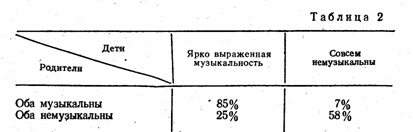 Таблица 2
Дети
Родители
Ярко выраженная музыкальность
Совсем немузыкальны
Оба музыкальны 85% 7%
Оба немузыкальны 25% 58%